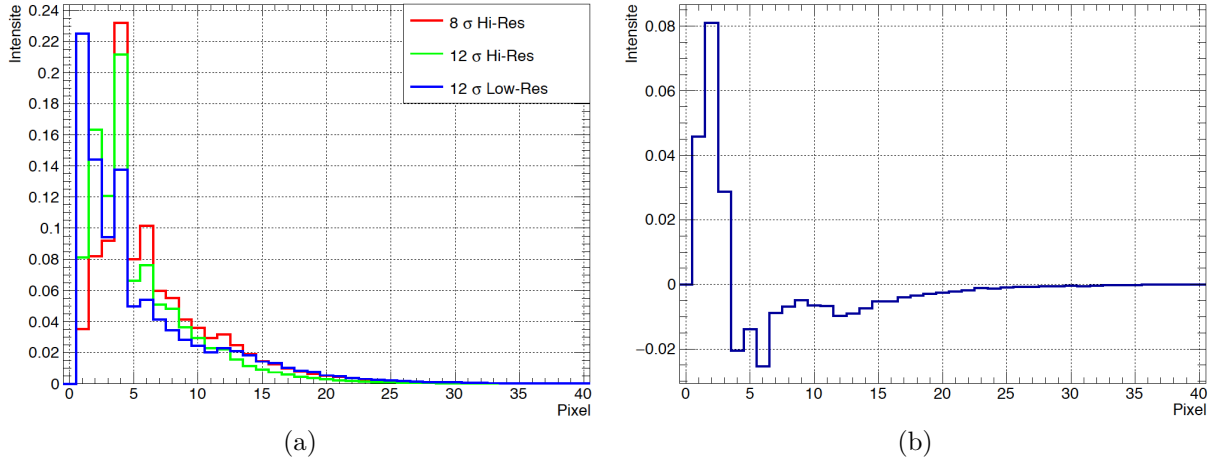 Intensite
0.24
0.22
0.2
0.18
0.16
0.14
0.12
0.1
0.08
0.06
0.04
0.02
0
0 5 10 15 20 25 30 35 40
Pixel
8 σ Hi-Res
12 σ Hi-Res
12 σ Low-Res
(a)
Intensite
0.08
0.06
0.04
0.02
0
−0.02
0 5 10 15 20 25 30 35 40
Pixel
(b)